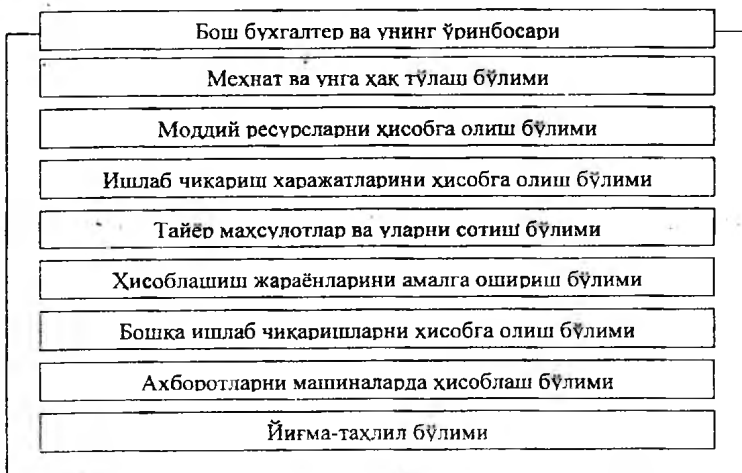 Бош бухгалтер ва унинг ўринбосари
Меҳнат ва унга ҳақ тўлаш бўлими
Моддий ресурсларни ҳисобга олиш бўлими
Ишлаб чиқариш харажатларини ҳисобга олиш бўлими
Тайёр маҳсулотлар ва уларни сотиш бўлими
Ҳисоблашиш жараёнларини амалга ошириш бўлими
Бошқа ишлаб чиқаришларни ҳисобга олиш бўлими
Ахборотларни машиналарда ҳисоблаш бўлими
Йиғма-таҳлил бўлими